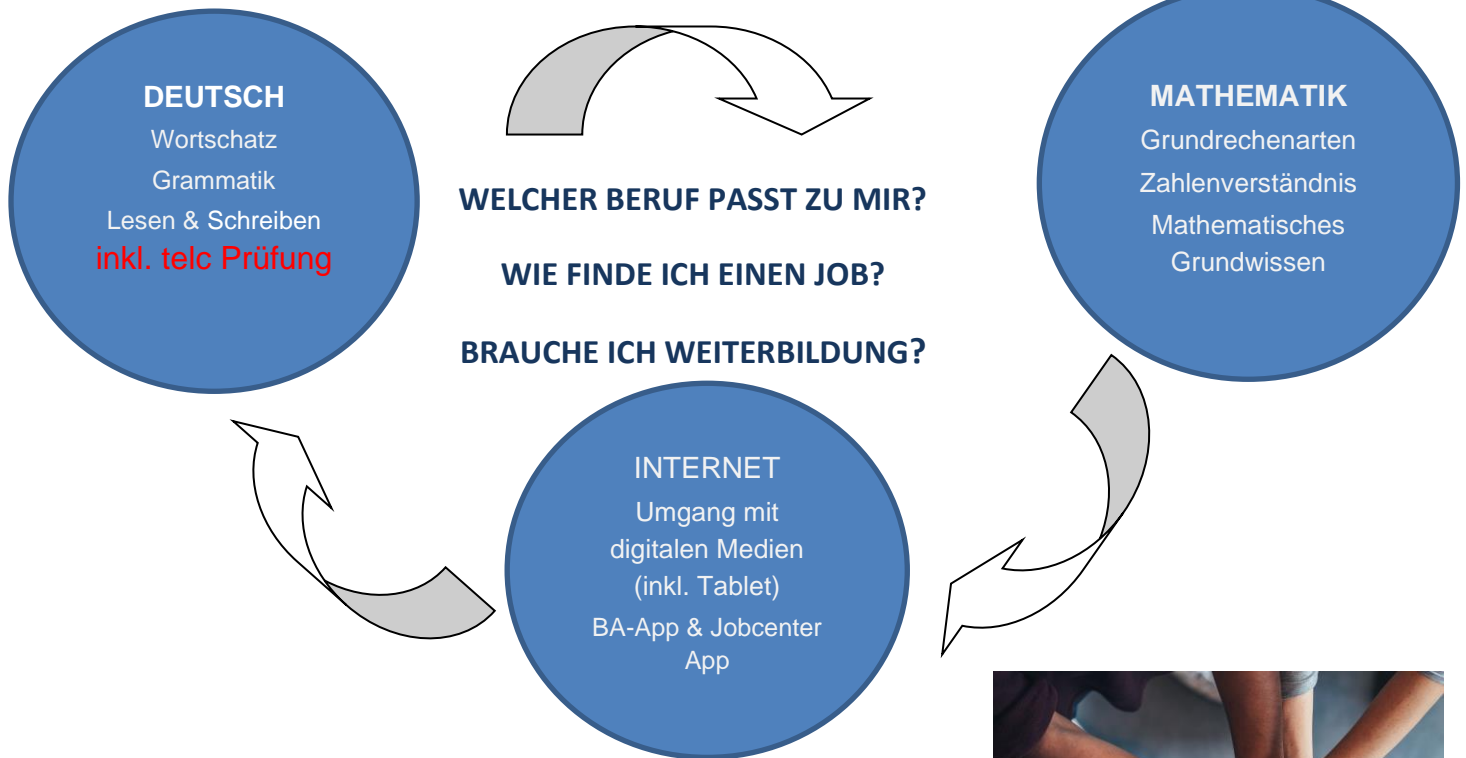 DEUTSCH
Wortschatz
Grammatik
Lesen & Schreiben
inkl. telc Prüfung
WELCHER BERUF PASST ZU MIR?
WIE FINDE ICH EINEN JOB?
BRAUCHE ICH WEITERBILDUNG?
MATHEMATIK
Grundrechenarten
Zahlenverständnis
Mathematisches
Grundwissen
INTERNET
Umgang mit
digitalen Medien
(inkl. Tablet)
BA-App & Jobcenter
App